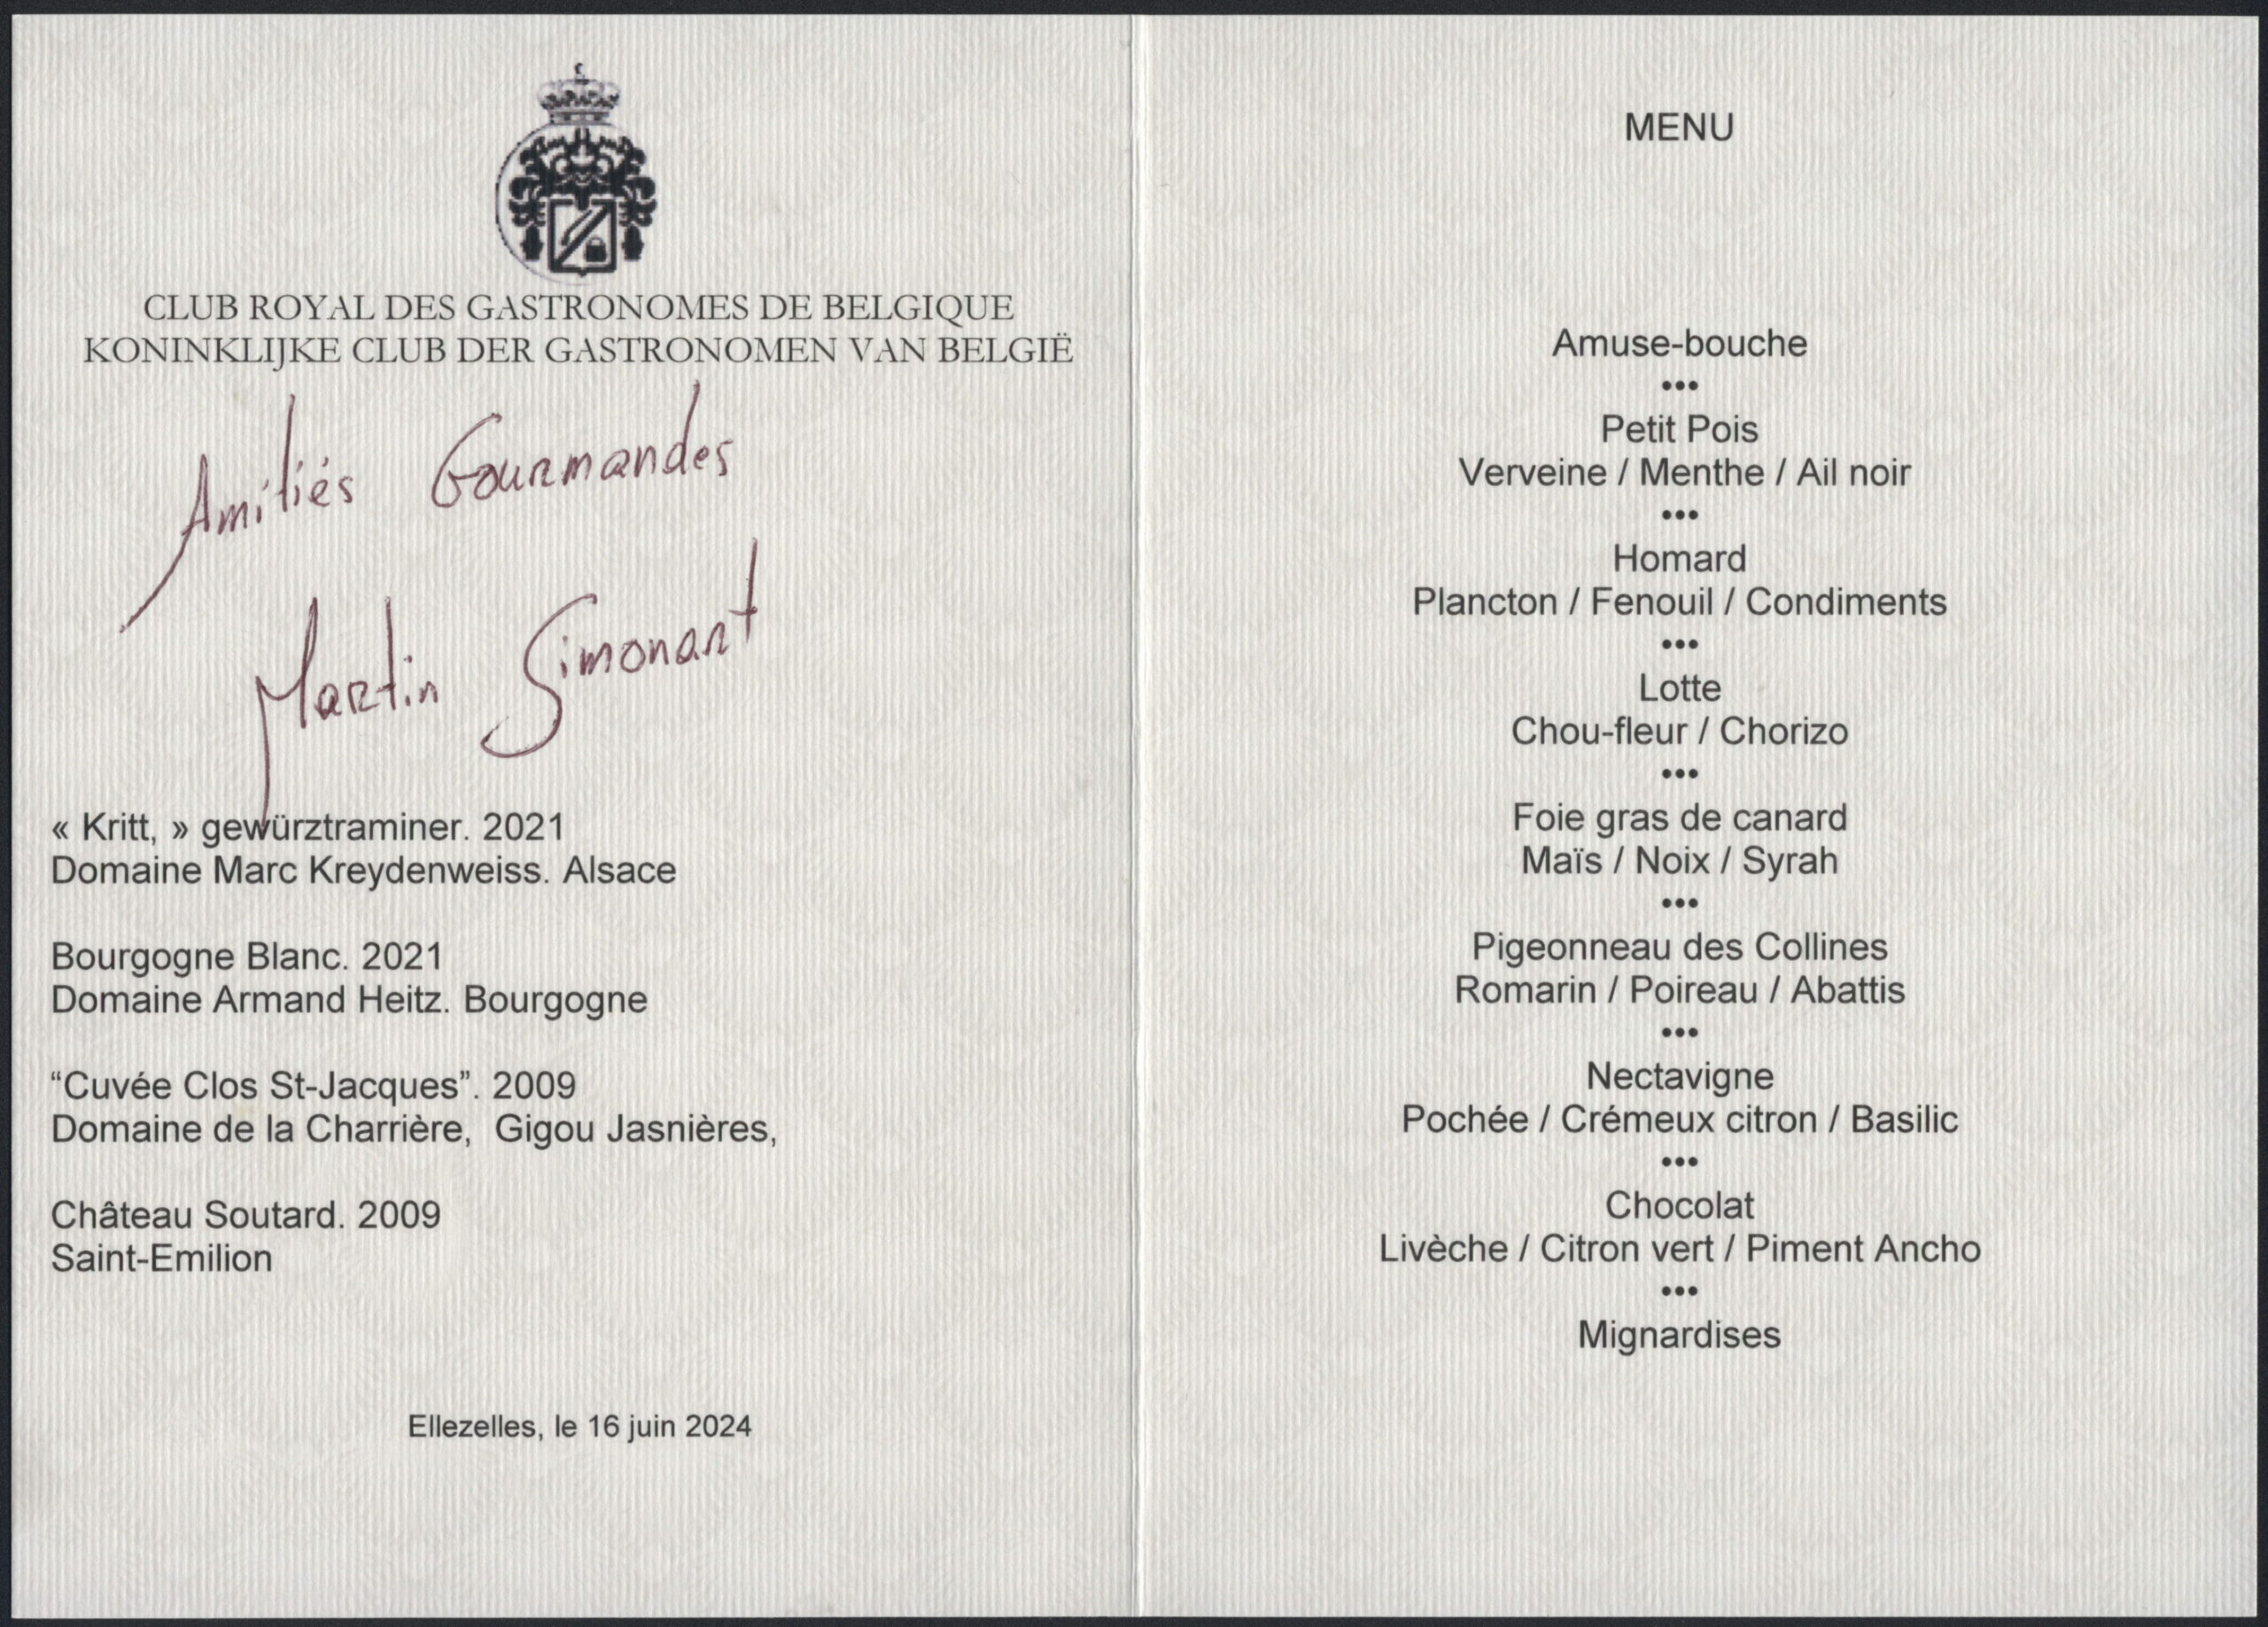 CLUB ROYAL DES GASTRONOMES DE BELGIQUE
KONINKLIJKE CLUB DER GASTRONOMEN VAN BELGIË
Amitiés Gourmandes
Martin Simonart
« Kritt, » gewürztraminer. 2021
Domaine Marc Kreydenweiss. Alsace
Bourgogne Blanc. 2021
Domaine Armand Heitz. Bourgogne
“Cuvée Clos St-Jacques”. 2009
Domaine de la Charrière,  Gigou Jasnières,
Château Soutard. 2009
Saint-Emilion
Ellezelles, le 16 juin 2024
MENU
Amuse-bouche
•••
Petit Pois
Verveine / Menthe / Ail noir
•••
Homard
Plancton / Fenouil / Condiments
•••
Lotte
Chou-fleur / Chorizo
•••
Foie gras de canard
Maïs / Noix / Syrah
•••
Pigeonneau des Collines
Romarin / Poireau / Abattis
•••
Nectavigne
Pochée / Crémeux citron / Basilic
•••
Chocolat
Livèche / Citron vert / Piment Ancho
•••
Mignardises